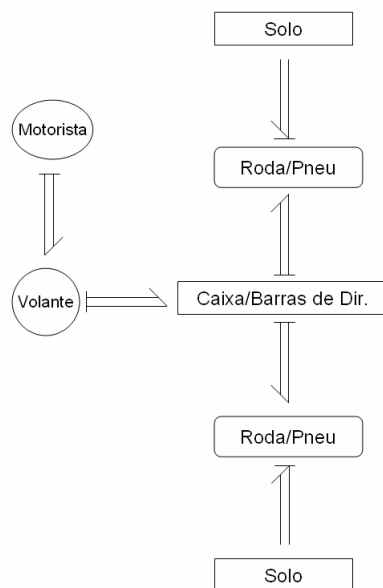 Solo
Motorista
Roda/Pneu
Volante
Caixa/Barras de Dir.
Roda/Pneu
Solo